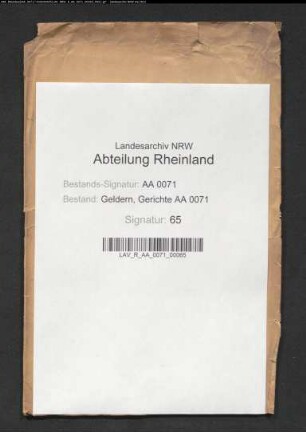 Landesarchiv NRW
Abteilung Rheinland
Bestands-Signatur: AA 0071
Bestand: Geldern, Gerichte AA 0071
Signatur: 65
LAV_R_AA_0071_00065